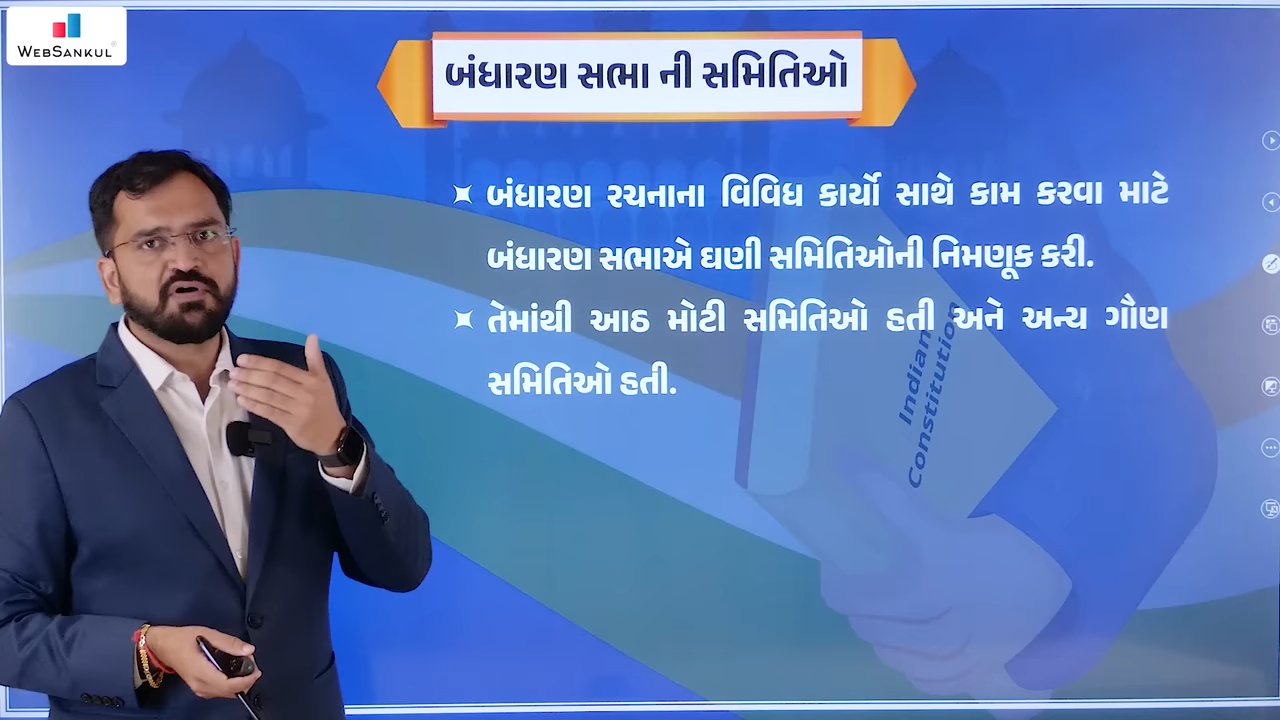 WEBSANKUL
બંધારણ સભા ની સમિતિઓ
બંધારણ રચનાના વિવિધ કાર્યો સાથે કામ કરવા માટે
બંધારણ સભાએ ઘણી સમિતિઓની નિમણૂક કરી.
તેમાંથી આઠ મોટી સમિતિઓ હતી અને અન્ય ગૌણ
સમિતિઓ હતી.
Indian
Constitution